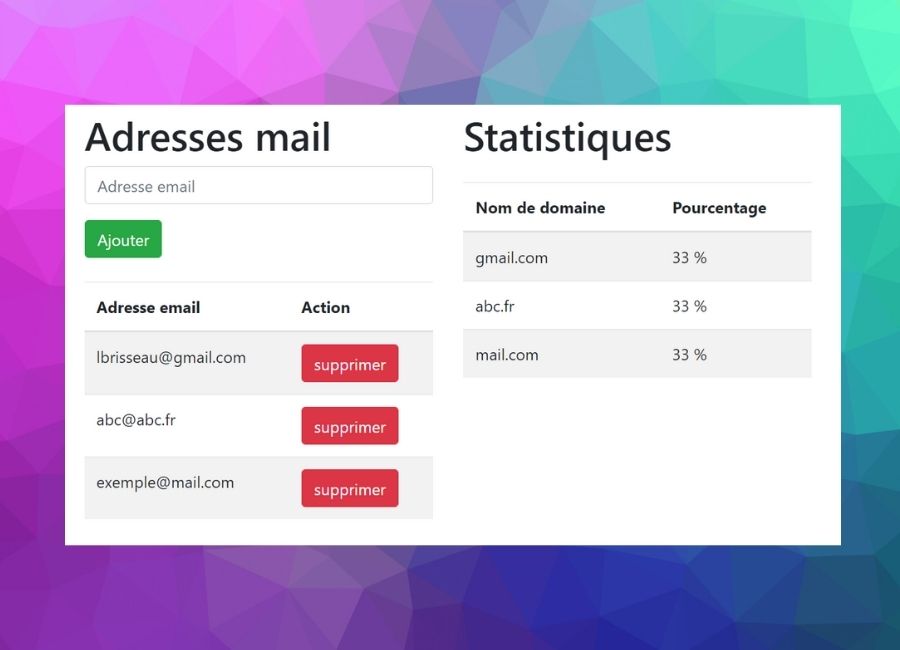 Adresses mail
Adresse email
Ajouter
Adresse email Action
lbrisseau@gmail.com supprimer
abc@abc.fr supprimer
exemple@mail.com supprimer
Statistiques
Nom de domaine Pourcentage
gmail.com 33 %
abc.fr 33 %
mail.com 33 %